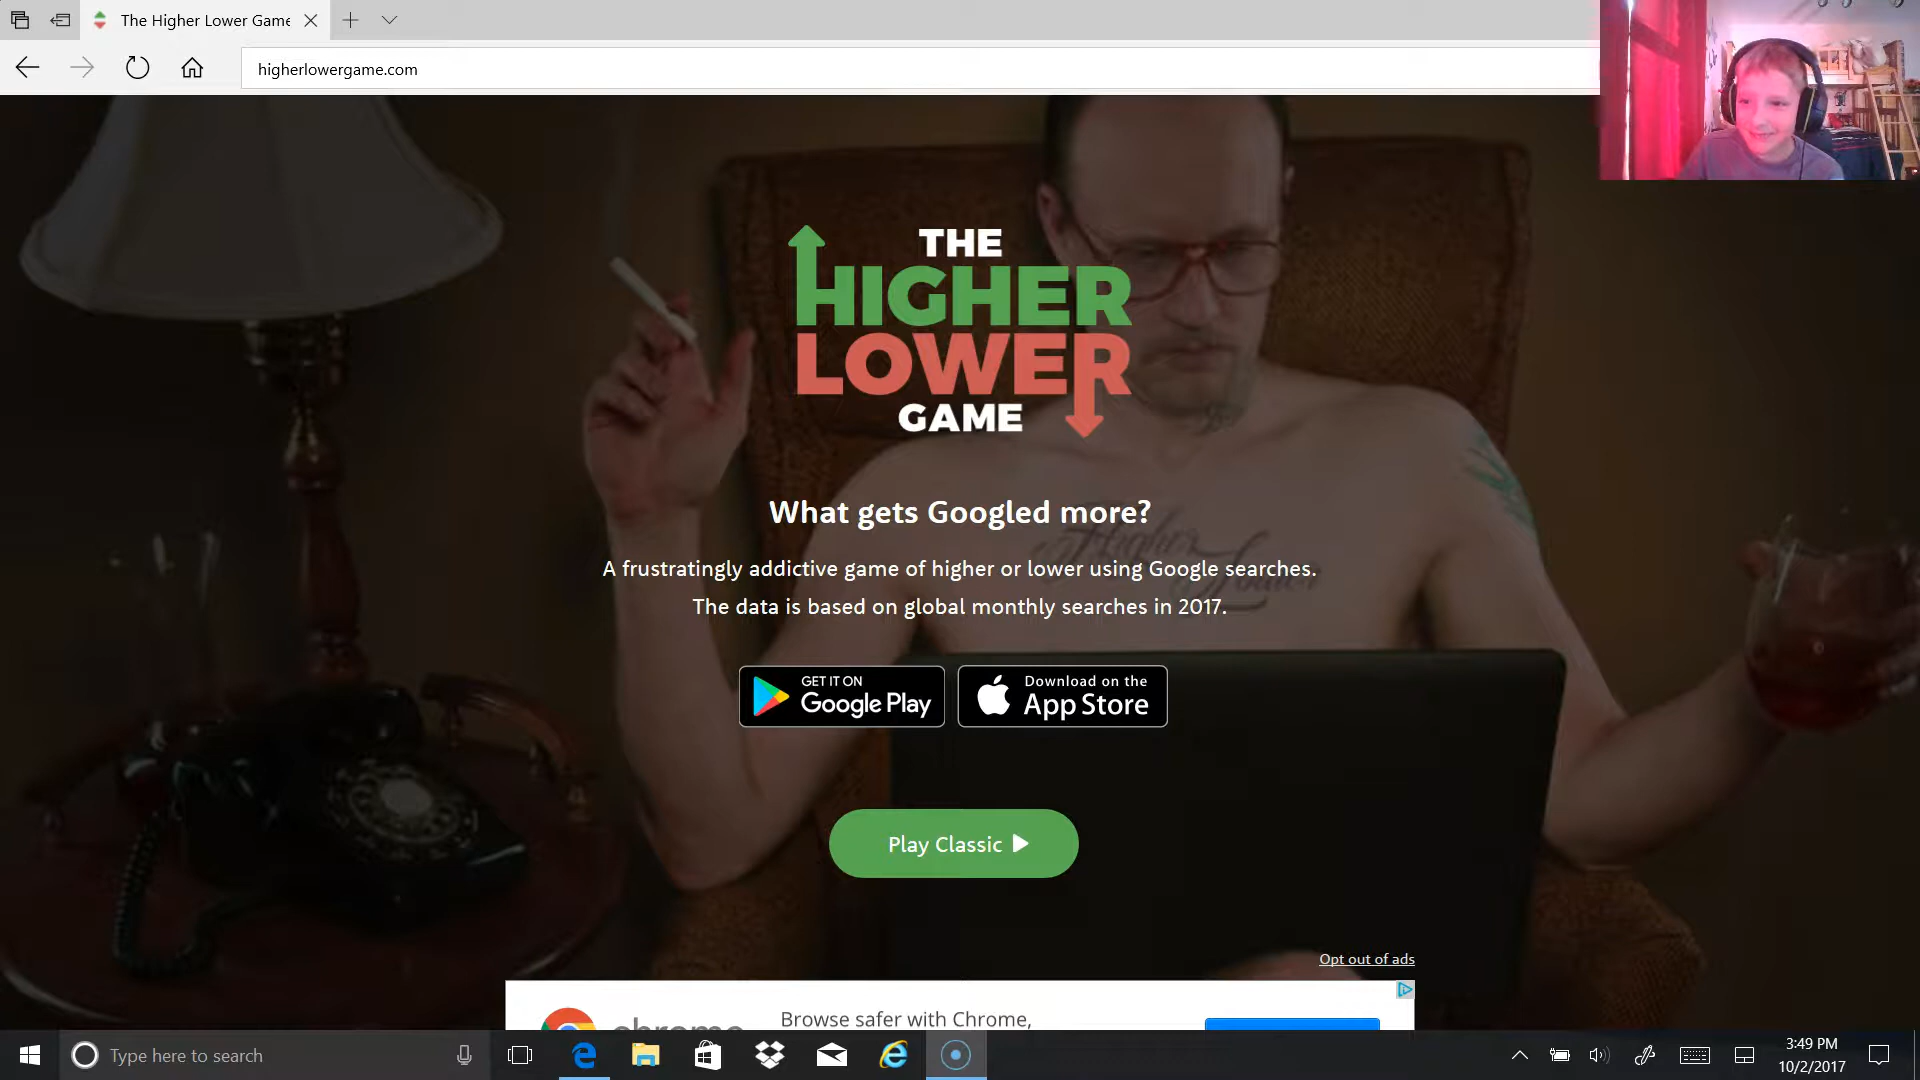 The Higher Lower Game
higherlowergame.com
THE
HIGHER
LOWER
GAME
What gets Googled more?
Higher
Lower
A frustratingly addictive game of higher or lower using Google searches.
The data is based on global monthly searches in 2017.
GET IT ON
Google Play
Download on the
App Store
Play Classic
Opt out of ads
chrome
Browse safer with Chrome,
Type here to search
3:49 PM
10/2/2017